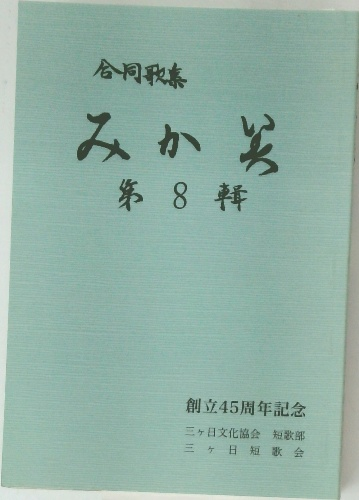 合同歌集
みか美
第8輯
創立45周年記念
三ヶ日文化協会 短歌部
三ヶ日短歌会